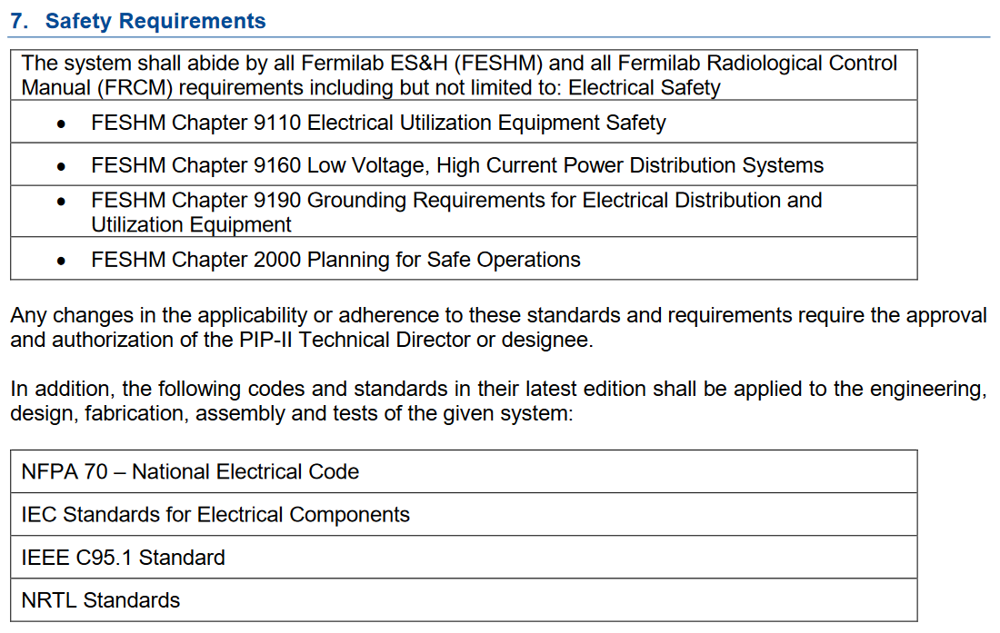 7. Safety Requirements
The system shall abide by all Fermilab ES&H (FESHM) and all Fermilab Radiological Control
Manual (FRCM) requirements including but not limited to: Electrical Safety
• FESHM Chapter 9110 Electrical Utilization Equipment Safety
• FESHM Chapter 9160 Low Voltage, High Current Power Distribution Systems
• FESHM Chapter 9190 Grounding Requirements for Electrical Distribution and
Utilization Equipment
• FESHM Chapter 2000 Planning for Safe Operations
Any changes in the applicability or adherence to these standards and requirements require the approval
and authorization of the PIP-II Technical Director or designee.
In addition, the following codes and standards in their latest edition shall be applied to the engineering,
design, fabrication, assembly and tests of the given system:
NFPA 70 – National Electrical Code
IEC Standards for Electrical Components
IEEE C95.1 Standard
NRTL Standards